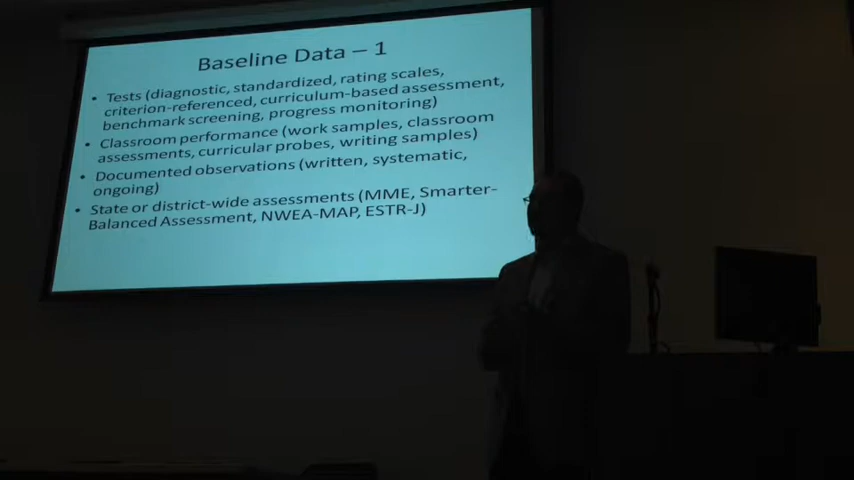 Baseline Data – 1
• Tests (diagnostic, standardized, rating scales,
criterion-referenced, curriculum-based assessment,
benchmark screening, progress monitoring)
• Classroom performance (work samples, classroom
assessments, curricular probes, writing samples)
• Documented observations (written, systematic,
ongoing)
• State or district-wide assessments (MME, Smarter-
Balanced Assessment, NWEA-MAP, ESTR-J)